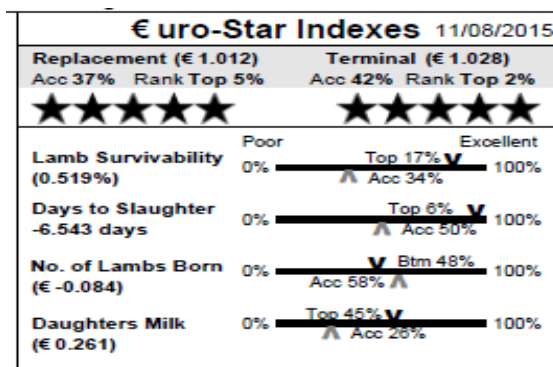 € uro-Star Indexes 11/08/2015
Replacement (€ 1.012) Terminal (€ 1.028)
Acc 37% Rank Top 5% Acc 42% Rank Top 2%
★★★★★ ★★★★★
Poor Excellent
Lamb Survivability 0% Top 17% 100%
(0.519%) Acc 34%
Days to Slaughter 0% Top 6% 100%
-6.543 days Acc 50%
No. of Lambs Born 0% Btm 48% 100%
(€ -0.084) Acc 58%
Daughters Milk 0% Top 45% 100%
(€ 0.261) Acc 26%